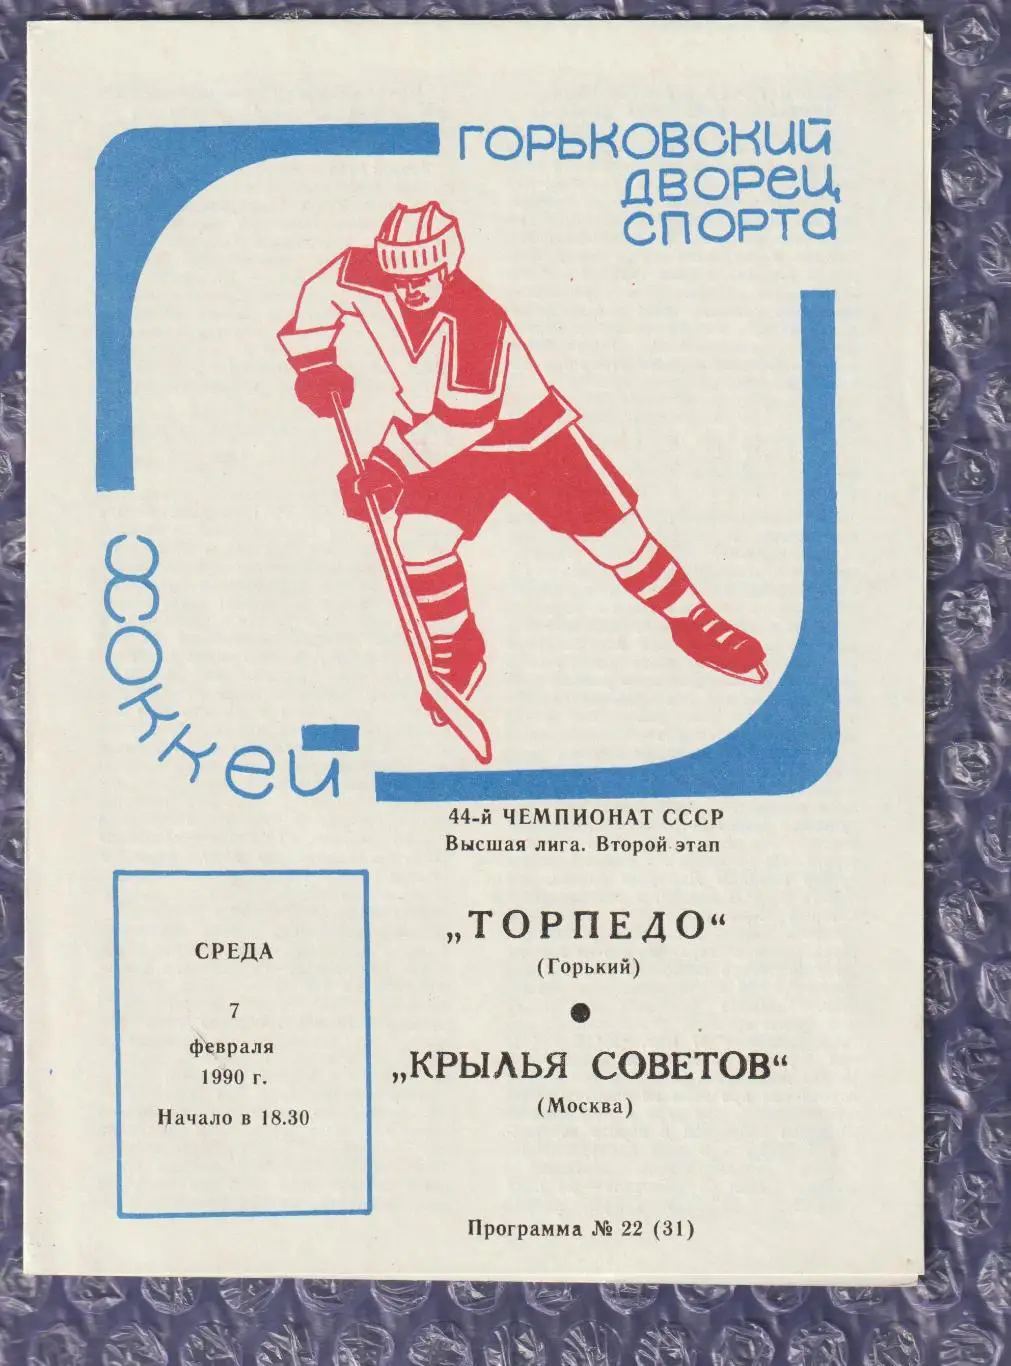 ГОРЬКОВСКИЙ
ДВОРЕЦ
СПОРТА
ХОККЕЙ
44-й ЧЕМПИОНАТ СССР
Высшая лига. Второй этап
„ТОРПЕДО“
(Горький)
„КРЫЛЬЯ СОВЕТОВ“
(Москва)
СРЕДА
7
февраля
1990 г.
Начало в 18.30
Программа № 22 (31)